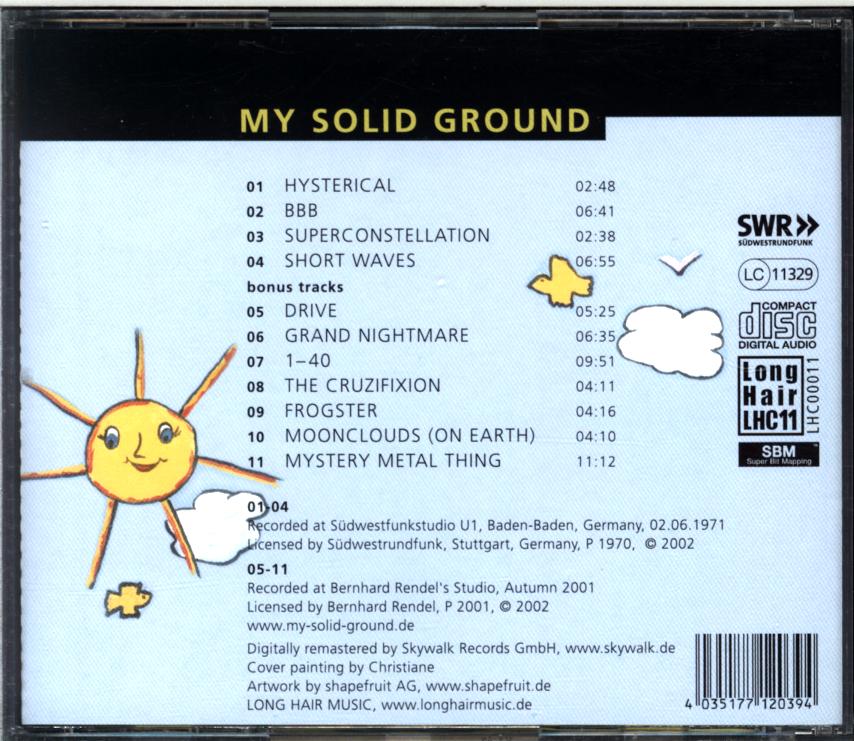 MY SOLID GROUND
01 HYSTERICAL 02:48
02 BBB 06:41
03 SUPERCONSTELLATION 02:38
04 SHORT WAVES 06:55
bonus tracks
05 DRIVE 05:25
06 GRAND NIGHTMARE 06:35
07 1–40 09:51
08 THE CRUZIFIXION 04:11
09 FROGSTER 04:16
10 MOONCLOUDS (ON EARTH) 04:10
11 MYSTERY METAL THING 11:12
01-04
Recorded at Südwestfunkstudio U1, Baden-Baden, Germany, 02.06.1971
Licensed by Südwestrundfunk, Stuttgart, Germany, P 1970, © 2002
05-11
Recorded at Bernhard Rendel's Studio, Autumn 2001
Licensed by Bernhard Rendel, P 2001, © 2002
www.my-solid-ground.de
Digitally remastered by Skywalk Records GmbH, www.skywalk.de
Cover painting by Christiane
Artwork by shapefruit AG, www.shapefruit.de
LONG HAIR MUSIC, www.longhairmusic.de
SWR
SÜDWESTRUNDFUNK
LC 11329
COMPACT
disc
DIGITAL AUDIO
Long
Hair
LHC11
LHC00011
SBM™
Super Bit Mapping
4 035177 120394